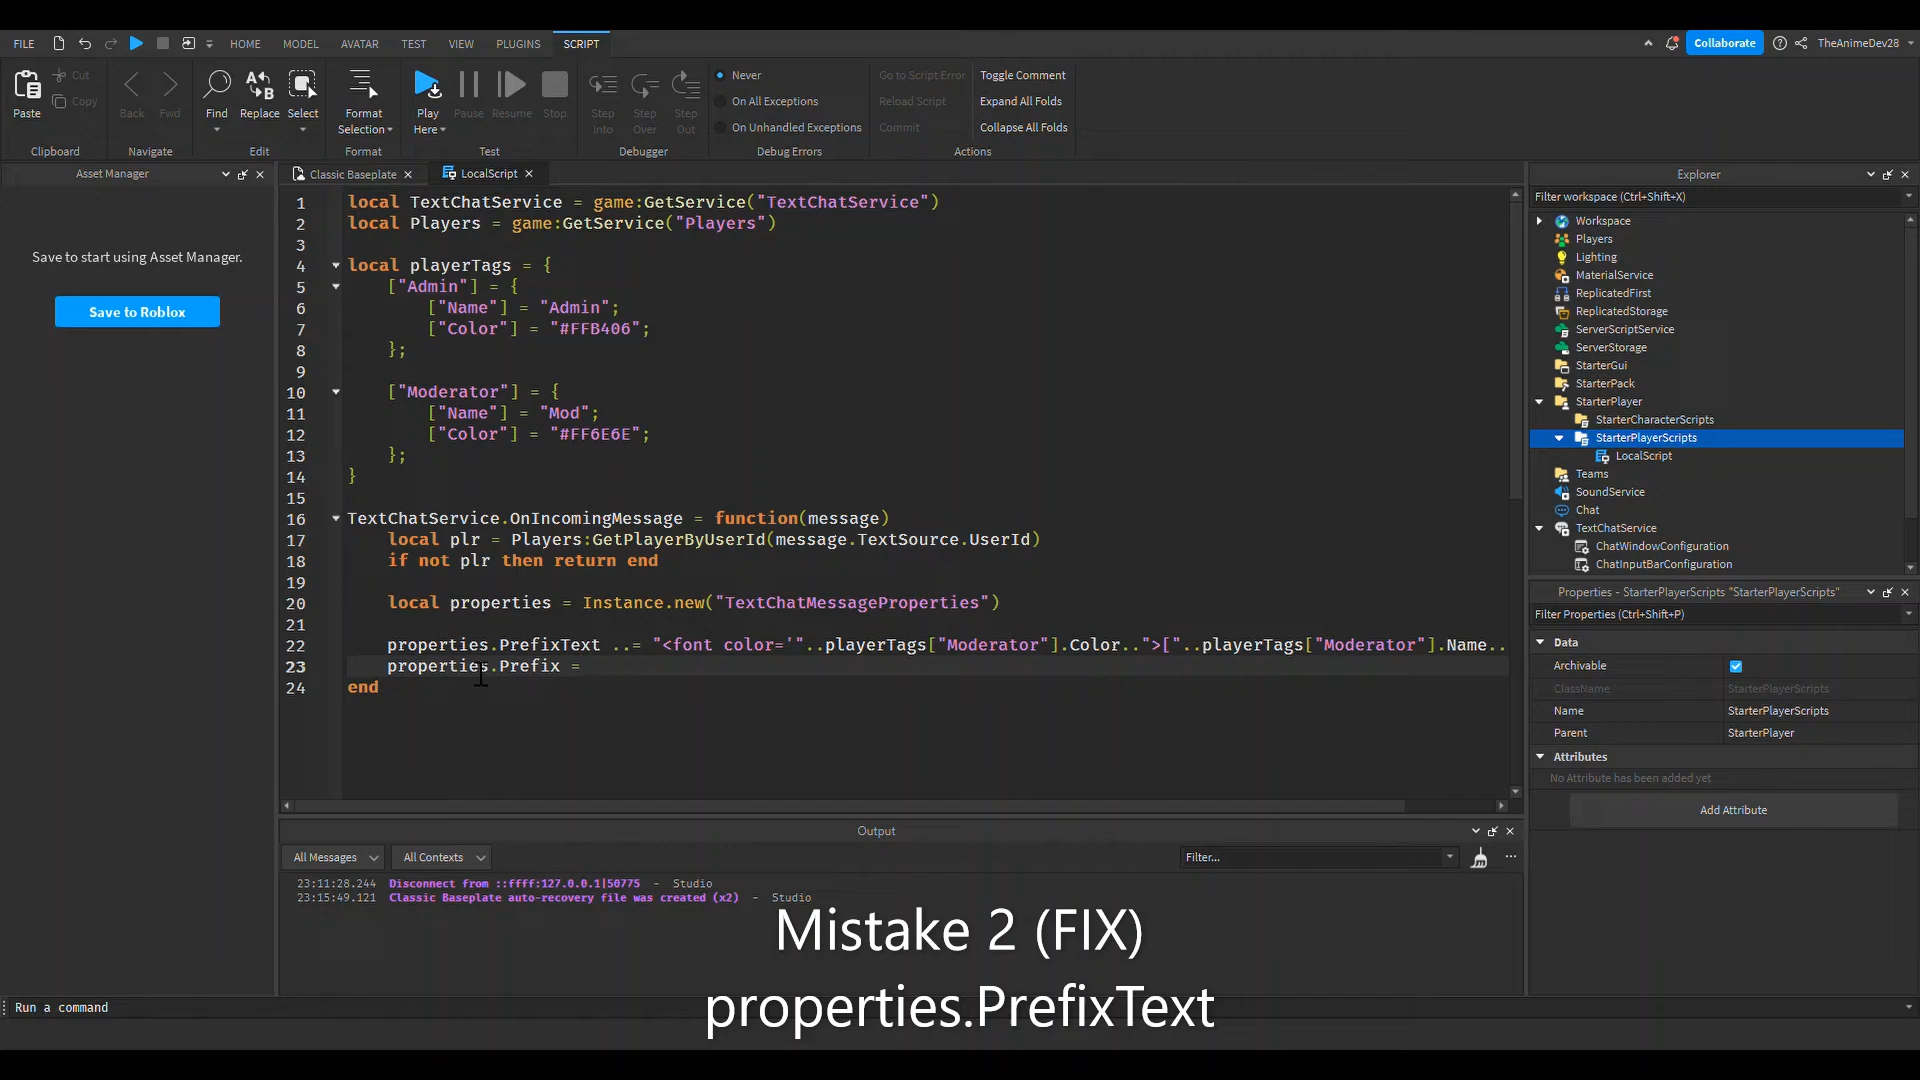 FILE HOME MODEL AVATAR TEST VIEW PLUGINS SCRIPT Collaborate TheAnimeDev28
Paste Cut Copy Back Fwd Find Replace Select Format Selection Play Here Pause Resume Stop Step Into Step Over Step Out
Never Go to Script Error Toggle Comment
On All Exceptions Reload Script Expand All Folds
On Unhandled Exceptions Commit Collapse All Folds
Clipboard Navigate Edit Format Test Debugger Debug Errors Actions
Asset Manager
Save to start using Asset Manager.
Save to Roblox
Classic Baseplate LocalScript
1 local TextChatService = game:GetService("TextChatService")
2 local Players = game:GetService("Players")
3
4 local playerTags = {
5 ["Admin"] = {
6 ["Name"] = "Admin";
7 ["Color"] = "#FFB406";
8 };
9
10 ["Moderator"] = {
11 ["Name"] = "Mod";
12 ["Color"] = "#FF6E6E";
13 };
14 }
15
16 TextChatService.OnIncomingMessage = function(message)
17 local plr = Players:GetPlayerByUserId(message.TextSource.UserId)
18 if not plr then return end
19
20 local properties = Instance.new("TextChatMessageProperties")
21
22 properties.PrefixText ..= "<font color='"..playerTags["Moderator"].Color..">["..playerTags["Moderator"].Name..
23 properties.Prefix =
24 end
Output
All Messages All Contexts Filter... ...
23:11:28.244 Disconnect from ::ffff:127.0.0.1|50775 - Studio
23:15:49.121 Classic Baseplate auto-recovery file was created (x2) - Studio
Explorer
Filter workspace (Ctrl+Shift+X)
Workspace
Players
Lighting
MaterialService
ReplicatedFirst
ReplicatedStorage
ServerScriptService
ServerStorage
StarterGui
StarterPack
StarterPlayer
StarterCharacterScripts
StarterPlayerScripts
LocalScript
Teams
SoundService
Chat
TextChatService
ChatWindowConfiguration
ChatInputBarConfiguration
Properties - StarterPlayerScripts "StarterPlayerScripts"
Filter Properties (Ctrl+Shift+P)
Data
Archivable
ClassName StarterPlayerScripts
Name StarterPlayerScripts
Parent StarterPlayer
Attributes
No Attribute has been added yet
Add Attribute
Mistake 2 (FIX)
properties.PrefixText
Run a command